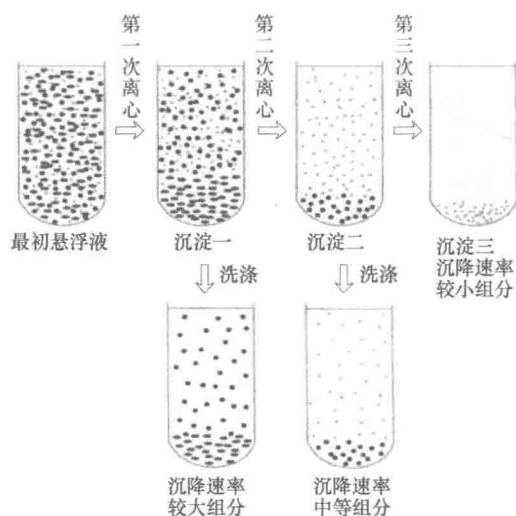 第一次离心
第二次离心
第三次离心
最初悬浮液
沉淀一
沉淀二
沉淀三
沉降速率
较小组分
洗涤
洗涤
沉降速率
较大组分
沉降速率
中等组分